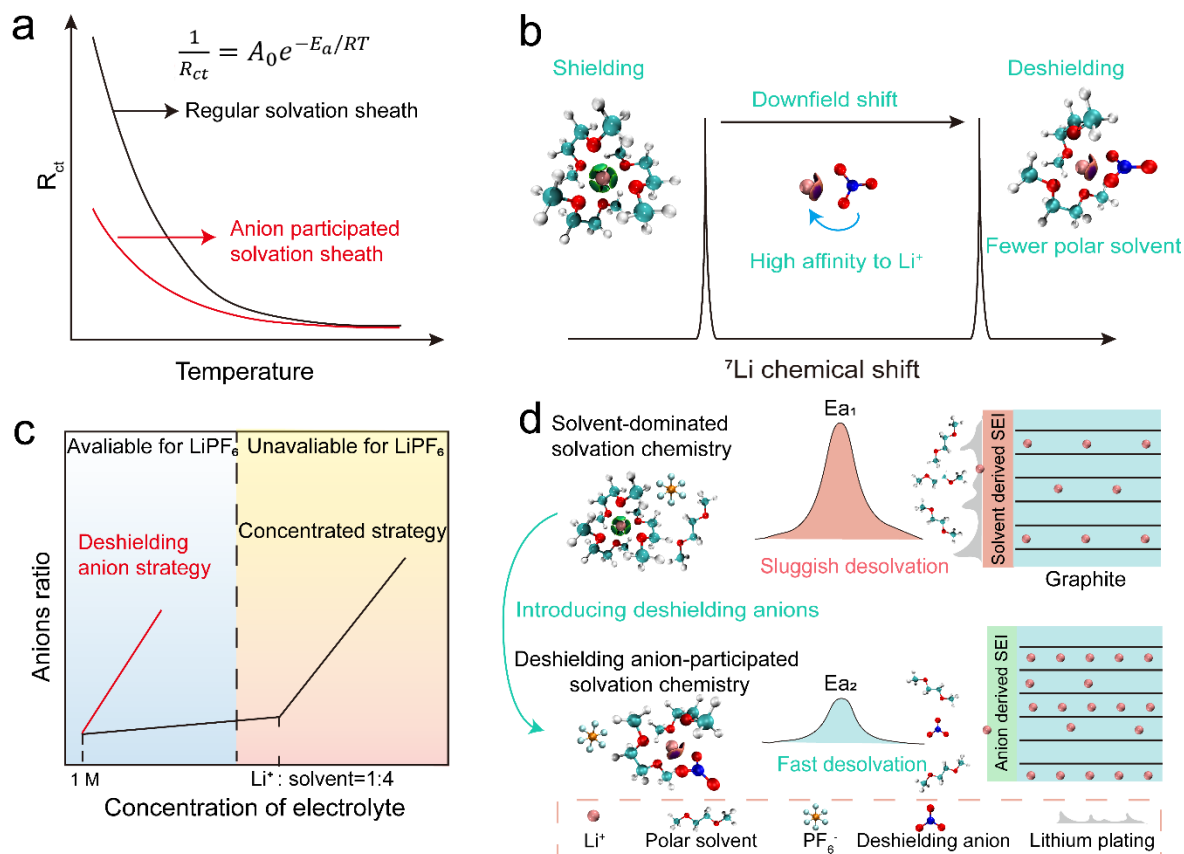 a
1/R_ct = A₀e^(-Eₐ/RT)
Regular solvation sheath
Anion participated
solvation sheath
R_ct
Temperature
b
Shielding
Deshielding
Downfield shift
High affinity to Li⁺
Fewer polar solvent
⁷Li chemical shift
c
Avaliable for LiPF₆
Unavaliable for LiPF₆
Concentrated strategy
Deshielding
anion strategy
Anions ratio
1 M
Li⁺ : solvent=1:4
Concentration of electrolyte
d
Solvent-dominated
solvation chemistry
Ea₁
Sluggish desolvation
Solvent derived SEI
Graphite
Introducing deshielding anions
Deshielding anion-participated
solvation chemistry
Ea₂
Fast desolvation
Anion derived SEI
Li⁺
Polar solvent
PF₆⁻
Deshielding anion
Lithium plating